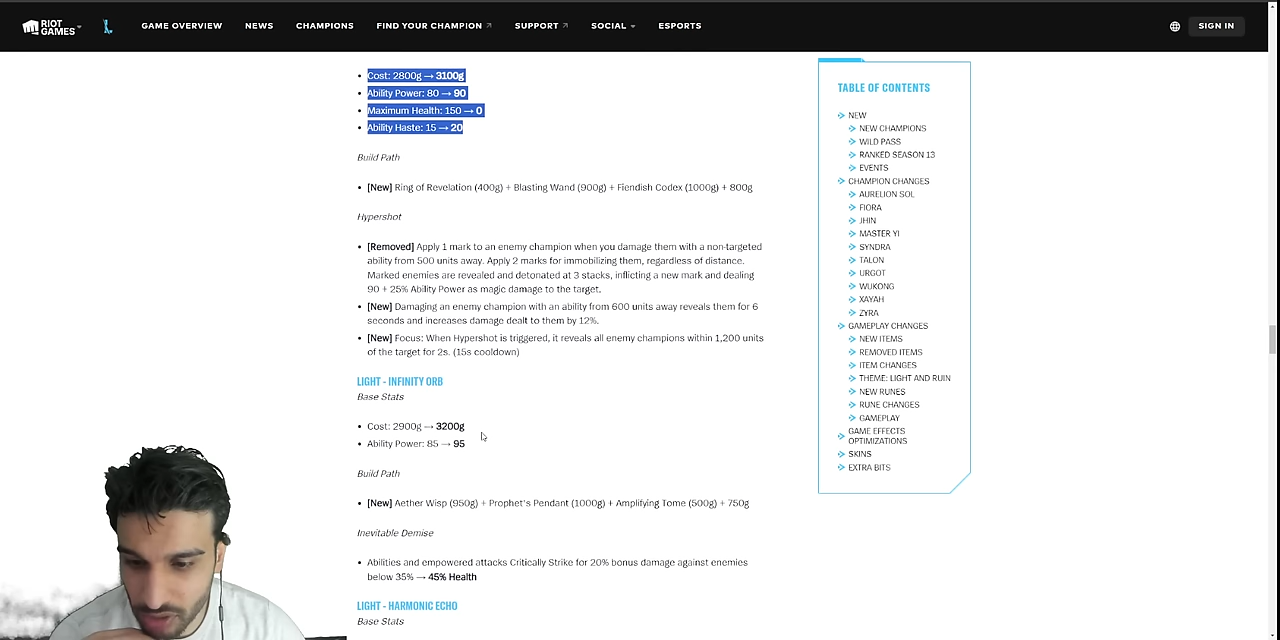 RIOT GAMES
GAME OVERVIEW
NEWS
CHAMPIONS
FIND YOUR CHAMPION
SUPPORT
SOCIAL
ESPORTS
SIGN IN
Cost: 2800g → 3100g
Ability Power: 80 → 90
Maximum Health: 150 → 0
Ability Haste: 15 → 20
Build Path
[New] Ring of Revelation (400g) + Blasting Wand (900g) + Fiendish Codex (1000g) + 800g
Hypershot
[Removed] Apply 1 mark to an enemy champion when you damage them with a non-targeted
ability from 500 units away. Apply 2 marks for immobilizing them, regardless of distance.
Marked enemies are revealed and detonated at 3 stacks, inflicting a new mark and dealing
90 + 25% Ability Power as magic damage to the target.
[New] Damaging an enemy champion with an ability from 600 units away reveals them for 6
seconds and increases damage dealt to them by 12%.
[New] Focus: When Hypershot is triggered, it reveals all enemy champions within 1,200 units
of the target for 2s. (15s cooldown)
LIGHT - INFINITY ORB
Base Stats
Cost: 2900g → 3200g
Ability Power: 85 → 95
Build Path
[New] Aether Wisp (950g) + Prophet's Pendant (1000g) + Amplifying Tome (500g) + 750g
Inevitable Demise
Abilities and empowered attacks Critically Strike for 20% bonus damage against enemies
below 35% → 45% Health
LIGHT - HARMONIC ECHO
Base Stats
TABLE OF CONTENTS
NEW
NEW CHAMPIONS
WILD PASS
RANKED SEASON 13
EVENTS
CHAMPION CHANGES
AURELION SOL
FIORA
JHIN
MASTER YI
SYNDRA
TALON
URGOT
WUKONG
XAYAH
ZYRA
GAMEPLAY CHANGES
NEW ITEMS
REMOVED ITEMS
ITEM CHANGES
THEME: LIGHT AND RUIN
NEW RUNES
RUNE CHANGES
GAMEPLAY
GAME EFFECTS
OPTIMIZATIONS
SKINS
EXTRA BITS